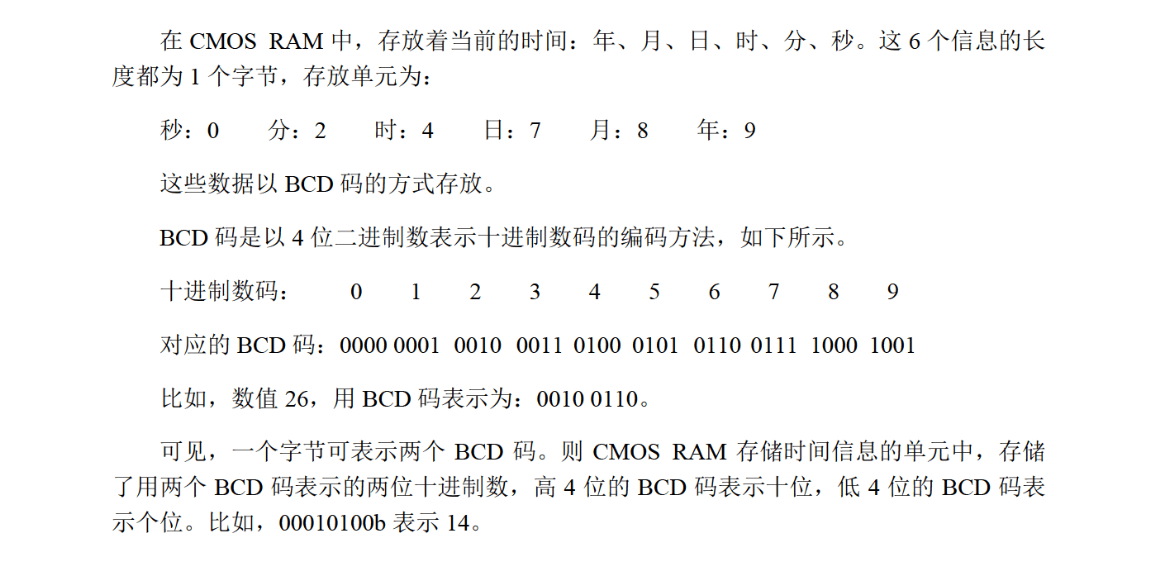 在 CMOS RAM 中，存放着当前的时间：年、月、日、时、分、秒。这 6 个信息的长
度都为 1 个字节，存放单元为：
秒：0 分：2 时：4 日：7 月：8 年：9
这些数据以 BCD 码的方式存放。
BCD 码是以 4 位二进制数表示十进制数码的编码方法，如下所示。
十进制数码： 0 1 2 3 4 5 6 7 8 9
对应的 BCD 码：0000 0001 0010 0011 0100 0101 0110 0111 1000 1001
比如，数值 26，用 BCD 码表示为：0010 0110。
可见，一个字节可表示两个 BCD 码。则 CMOS RAM 存储时间信息的单元中，存储
了用两个 BCD 码表示的两位十进制数，高 4 位的 BCD 码表示十位，低 4 位的 BCD 码表
示个位。比如，00010100b 表示 14。